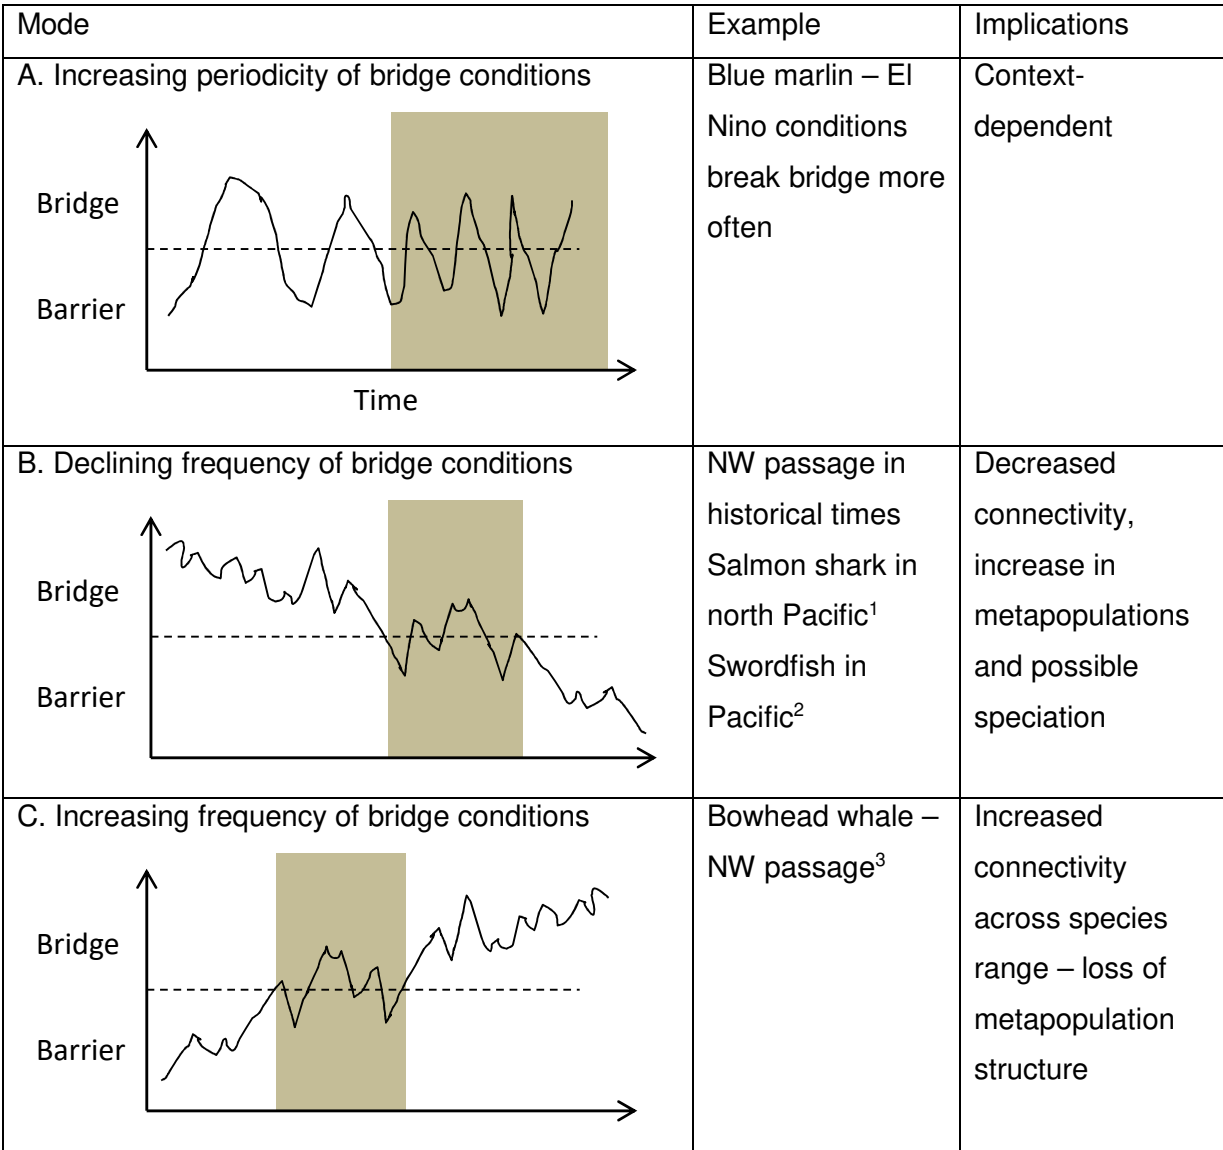 Mode
Example
Implications
A. Increasing periodicity of bridge conditions
Bridge
Barrier
Time
Blue marlin – El
Nino conditions
break bridge more
often
Context-
dependent
B. Declining frequency of bridge conditions
Bridge
Barrier
NW passage in
historical times
Salmon shark in
north Pacific¹
Swordfish in
Pacific²
Decreased
connectivity,
increase in
metapopulations
and possible
speciation
C. Increasing frequency of bridge conditions
Bridge
Barrier
Bowhead whale –
NW passage³
Increased
connectivity
across species
range – loss of
metapopulation
structure